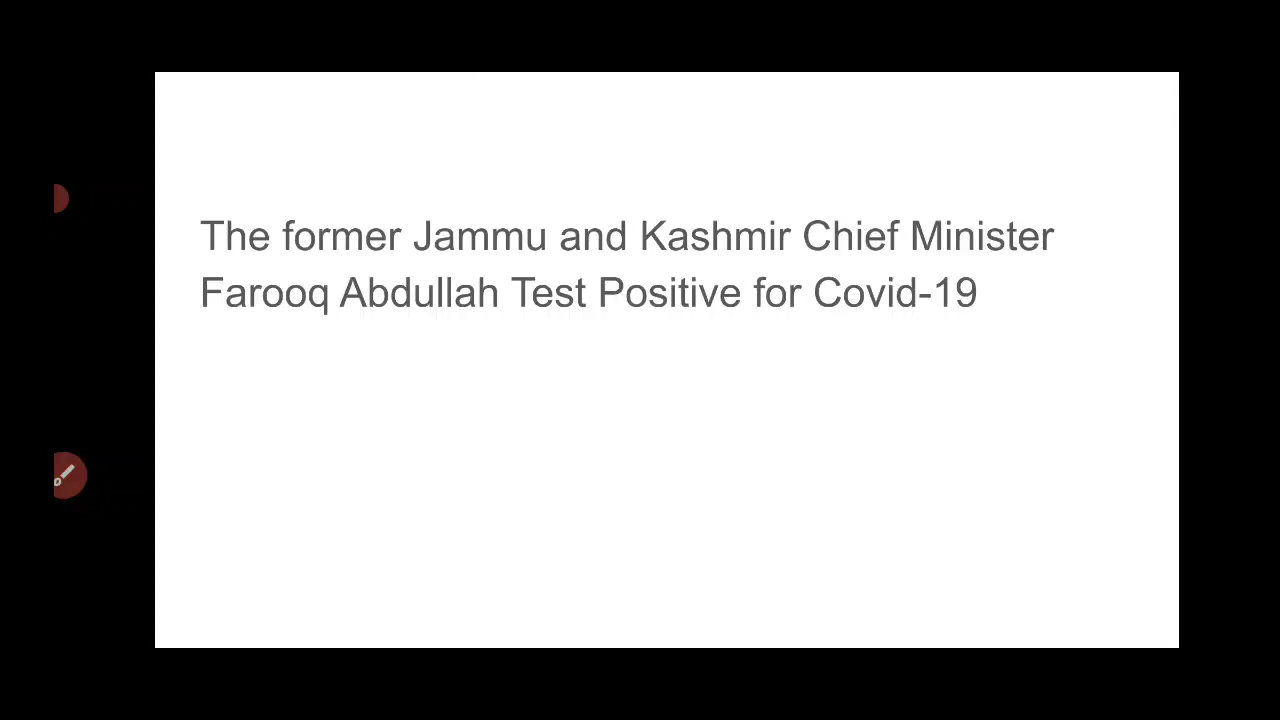 The former Jammu and Kashmir Chief Minister
Farooq Abdullah Test Positive for Covid-19